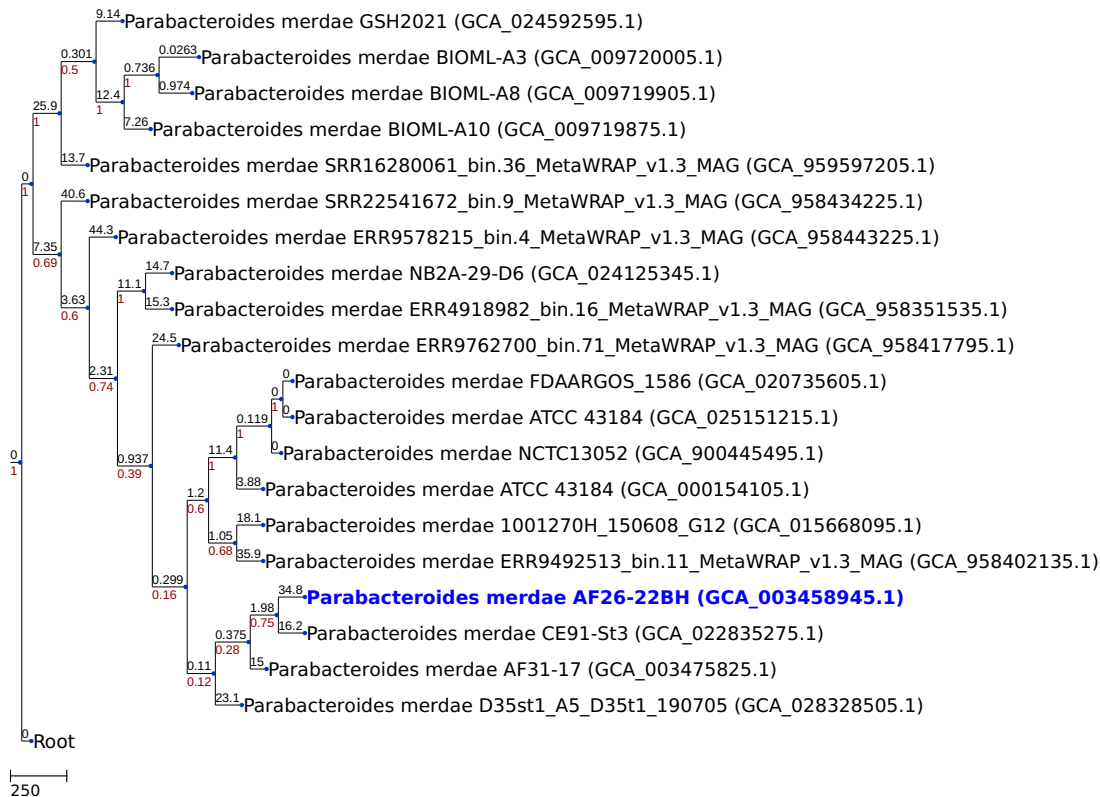 9.14 Parabacteroides merdae GSH2021 (GCA_024592595.1)
0.301
0.5
0.0263 Parabacteroides merdae BIOML-A3 (GCA_009720005.1)
0.736
1
0.974 Parabacteroides merdae BIOML-A8 (GCA_009719905.1)
12.4
1
25.9
1
7.26 Parabacteroides merdae BIOML-A10 (GCA_009719875.1)
13.7 Parabacteroides merdae SRR16280061_bin.36_MetaWRAP_v1.3_MAG (GCA_959597205.1)
0
1
40.6 Parabacteroides merdae SRR22541672_bin.9_MetaWRAP_v1.3_MAG (GCA_958434225.1)
44.3 Parabacteroides merdae ERR9578215_bin.4_MetaWRAP_v1.3_MAG (GCA_958443225.1)
7.35
0.69
14.7 Parabacteroides merdae NB2A-29-D6 (GCA_024125345.1)
11.1
1
3.63
0.6
15.3 Parabacteroides merdae ERR4918982_bin.16_MetaWRAP_v1.3_MAG (GCA_958351535.1)
24.5 Parabacteroides merdae ERR9762700_bin.71_MetaWRAP_v1.3_MAG (GCA_958417795.1)
2.31
0.74
0 Parabacteroides merdae FDAARGOS_1586 (GCA_020735605.1)
0
1
0 Parabacteroides merdae ATCC 43184 (GCA_025151215.1)
0.119
1
0 Parabacteroides merdae NCTC13052 (GCA_900445495.1)
11.4
1
0.937
0.39
0
1
3.88 Parabacteroides merdae ATCC 43184 (GCA_000154105.1)
1.2
0.6
18.1 Parabacteroides merdae 1001270H_150608_G12 (GCA_015668095.1)
1.05
0.68
35.9 Parabacteroides merdae ERR9492513_bin.11_MetaWRAP_v1.3_MAG (GCA_958402135.1)
0.299
0.16
34.8 Parabacteroides merdae AF26-22BH (GCA_003458945.1)
1.98
0.75
16.2 Parabacteroides merdae CE91-St3 (GCA_022835275.1)
0.375
0.28
15 Parabacteroides merdae AF31-17 (GCA_003475825.1)
0.11
0.12
23.1 Parabacteroides merdae D35st1_A5_D35t1_190705 (GCA_028328505.1)
0 Root
250